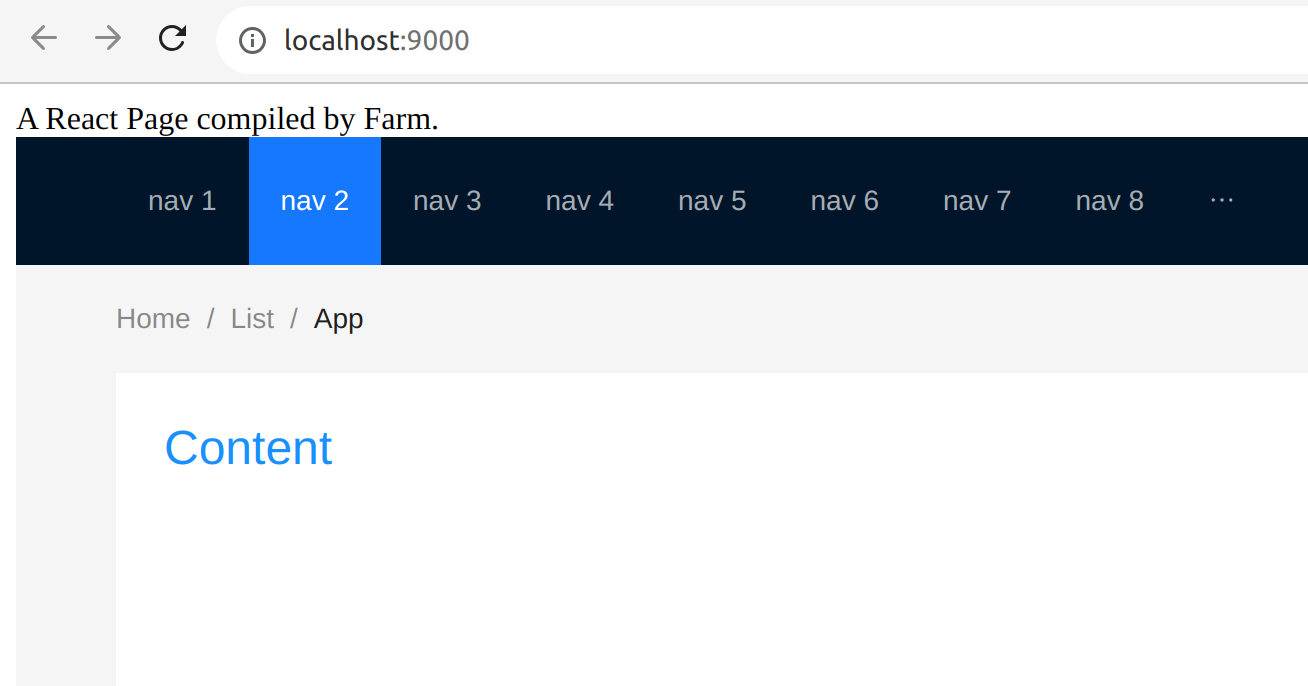 localhost:9000
A React Page compiled by Farm.
nav 1 nav 2 nav 3 nav 4 nav 5 nav 6 nav 7 nav 8 ···
Home / List / App
Content